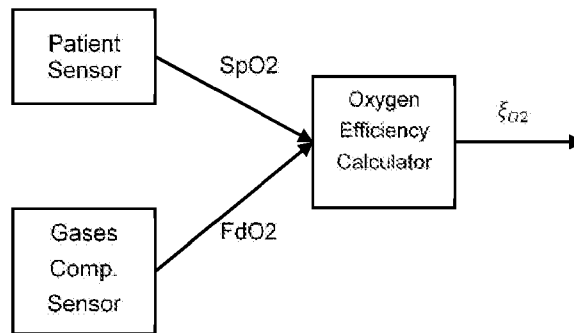 Patient
Sensor
SpO2
Oxygen
Efficiency
Calculator
ξO2
FdO2
Gases
Comp.
Sensor